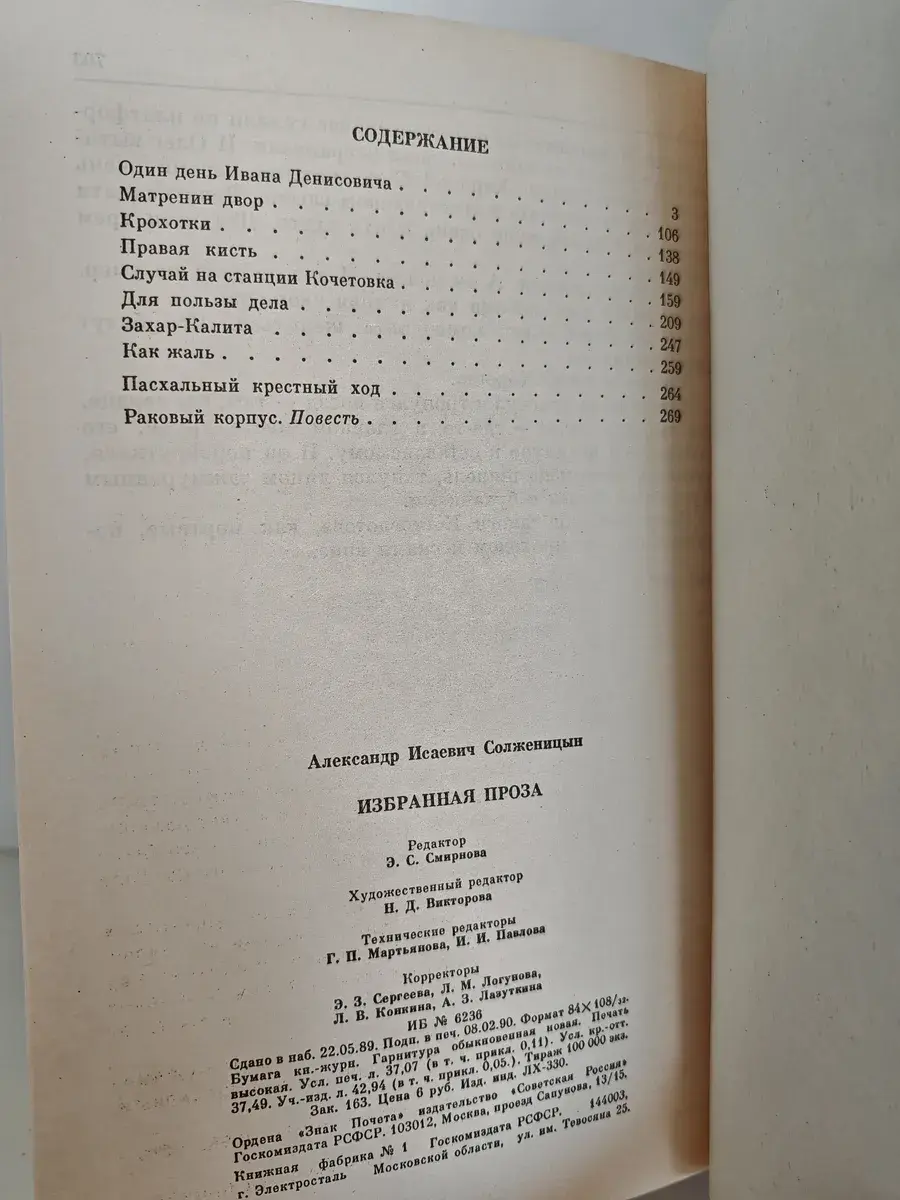 СОДЕРЖАНИЕ
Один день Ивана Денисовича . . . . . . . . . . 3
Матренин двор . . . . . . . . . . . . . . . 106
Крохотки . . . . . . . . . . . . . . . . . 138
Правая кисть . . . . . . . . . . . . . . . 149
Случай на станции Кочетовка . . . . . . . . . . 159
Для пользы дела . . . . . . . . . . . . . . 209
Захар-Калита . . . . . . . . . . . . . . . 247
Как жаль . . . . . . . . . . . . . . . . . 259
Пасхальный крестный ход . . . . . . . . . . . 264
Раковый корпус. Повесть . . . . . . . . . . . . 269
Александр Исаевич Солженицын
ИЗБРАННАЯ ПРОЗА
Редактор
Э. С. Смирнова
Художественный редактор
Н. Д. Викторова
Технические редакторы
Г. П. Мартьянова, И. И. Павлова
Корректоры
Э. З. Сергеева, Л. М. Логунова,
Л. В. Конкина, А. З. Лазуткина
ИБ № 6236
Сдано в наб. 22.05.89. Подп. в печ. 08.02.90. Формат 84×108/32.
Бумага кн.-журн. Гарнитура обыкновенная новая. Печать
высокая. Усл. печ. л. 37,07 (в т. ч. прикл. 0,11). Усл. кр.-отт.
37,49. Уч.-изд. л. 42,94 (в т. ч. прикл. 0,05.). Тираж 100 000 экз.
Зак. 163. Цена 6 руб. Изд. инд. ЛХ-330.
Ордена «Знак Почета» издательство «Советская Россия»
Госкомиздата РСФСР. 103012, Москва, проезд Сапунова, 13/15.
Книжная фабрика № 1 Госкомиздата РСФСР. 144003,
г. Электросталь Московской области, ул. им. Тевосяна 25.